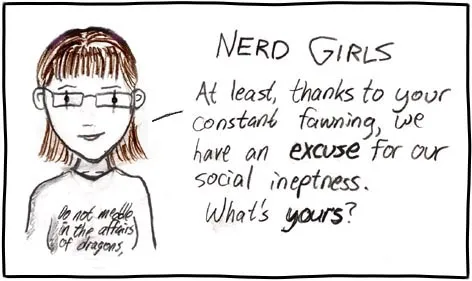 NERD GIRLS
At least, thanks to your
constant fawning, we
have an excuse for our
social ineptness.
What's yours?
Do not meddle
in the affairs
of dragons,